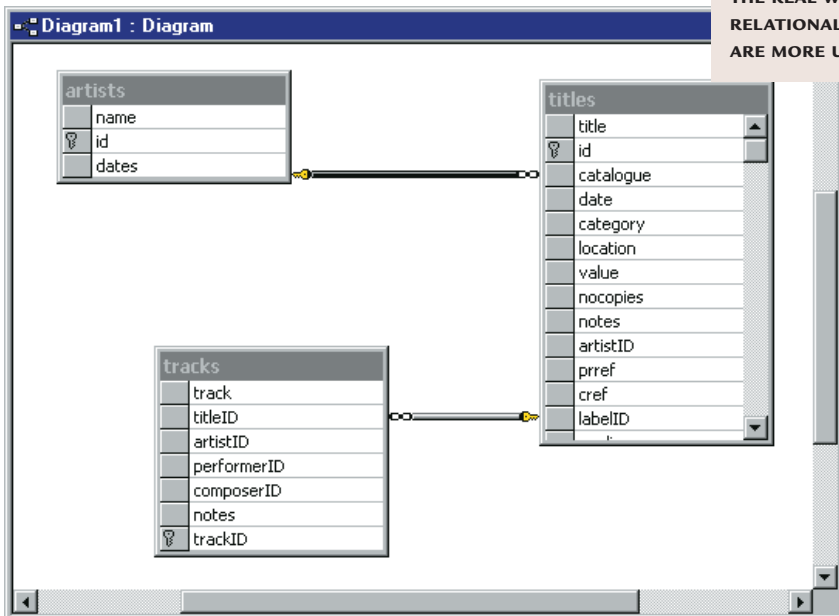 RELATIONAL
ARE MORE U
Diagram1 : Diagram
artists
name
id
dates
titles
title
id
catalogue
date
category
location
value
nocopies
notes
artistID
prref
cref
labelID
tracks
track
titleID
artistID
performerID
composerID
notes
trackID